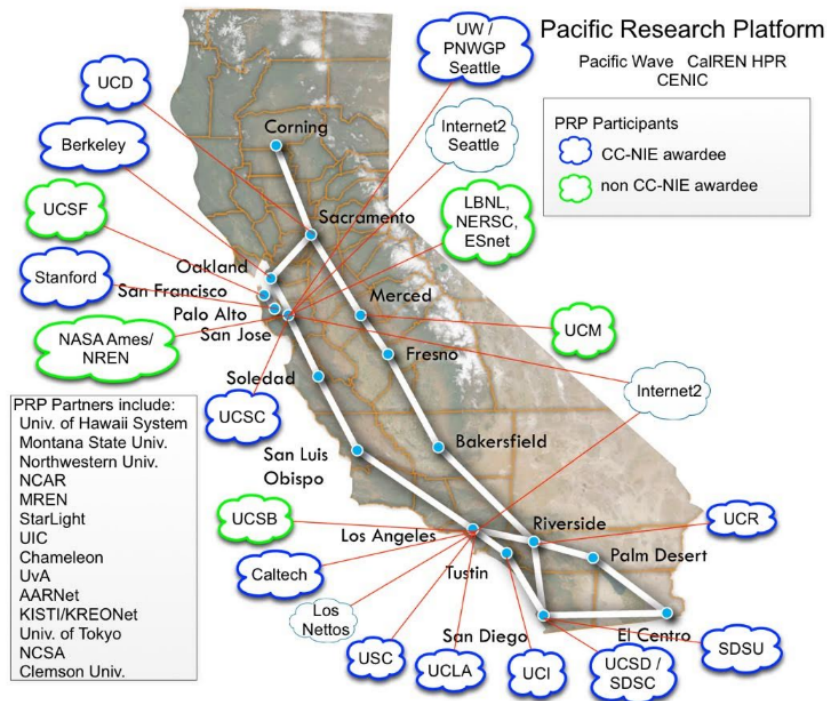 Pacific Research Platform
Pacific Wave CalREN HPR
CENIC
PRP Participants
CC-NIE awardee
non CC-NIE awardee
UW /
PNWGP
Seattle
UCD
Internet2
Seattle
Berkeley
Corning
LBNL,
NERSC,
ESnet
UCSF
Sacramento
Oakland
Stanford
San Francisco
Merced
Palo Alto
San Jose
UCM
NASA Ames/
NREN
Fresno
Soledad
Internet2
UCSC
PRP Partners include:
Univ. of Hawaii System
Montana State Univ.
Northwestern Univ.
NCAR
MREN
StarLight
UIC
Chameleon
UvA
AARNet
KISTI/KREONet
Univ. of Tokyo
NCSA
Clemson Univ.
San Luis
Obispo
Bakersfield
UCSB
Los Angeles
Riverside
UCR
Caltech
Tustin
Palm Desert
Los
Nettos
San Diego
El Centro
USC
UCLA
UCI
UCSD /
SDSC
SDSU